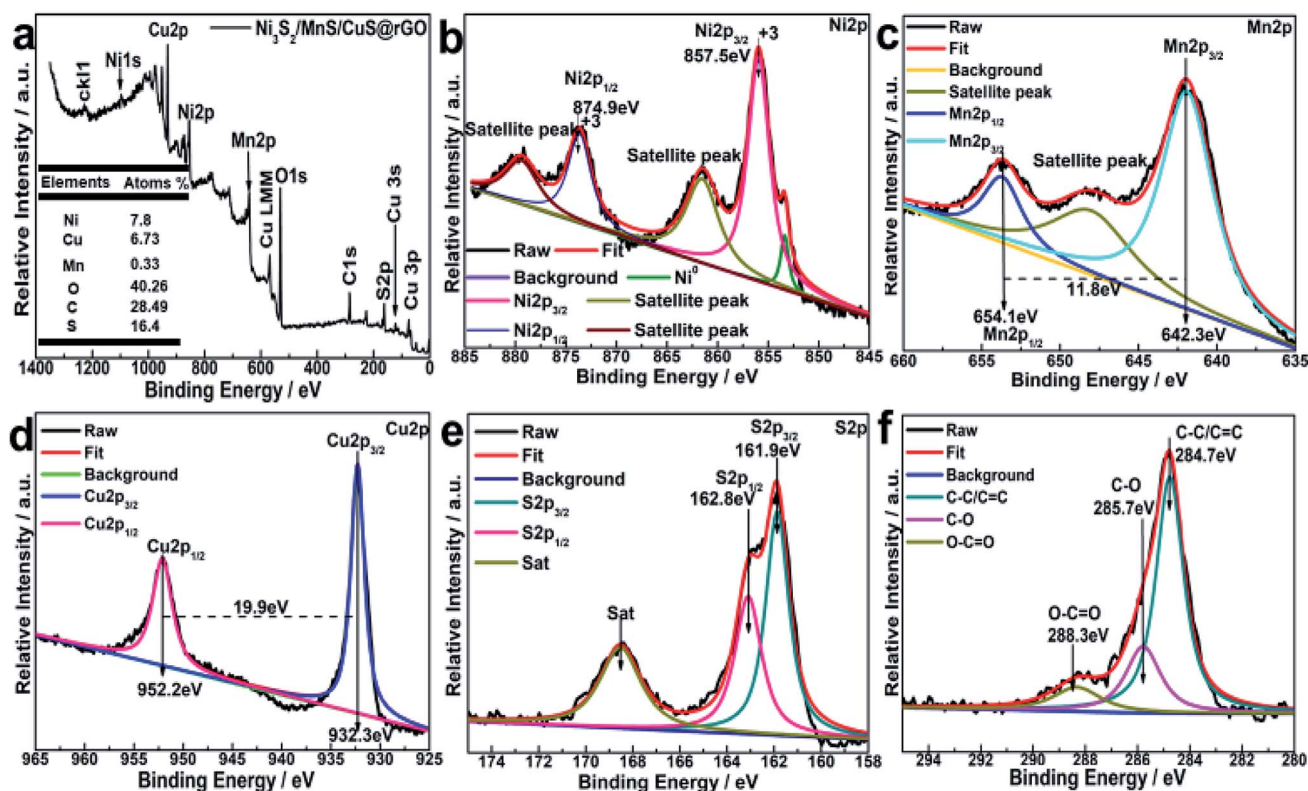 a
Ni₃S₂/MnS/CuS@rGO
Cu2p
Ni1s
ckl1
Ni2p
Mn2p
Cu LMM
O1s
C1s
S2p
Cu 3s
Cu 3p
Elements Atoms %
Ni 7.8
Cu 6.73
Mn 0.33
O 40.26
C 28.49
S 16.4
Relative Intensity / a.u.
1400 1200 1000 800 600 400 200 0
Binding Energy / eV
b
Ni2p
Ni2p₃/₂ +3
857.5eV
Ni2p₁/₂
874.9eV
+3
Satellite peak
Satellite peak
Raw Fit
Background Ni⁰
Ni2p₃/₂ Satellite peak
Ni2p₁/₂ Satellite peak
Relative Intensity / a.u.
885 880 875 870 865 860 855 850 845
Binding Energy / eV
c
Mn2p
Raw
Fit
Background
Satellite peak
Mn2p₁/₂
Mn2p₃/₂
Mn2p₃/₂
Satellite peak
11.8eV
654.1eV
Mn2p₁/₂
642.3eV
Relative Intensity / a.u.
660 655 650 645 640 635
Binding Energy / eV
d
Cu2p
Raw
Fit
Background
Cu2p₃/₂
Cu2p₁/₂
Cu2p₃/₂
Cu2p₁/₂
19.9eV
952.2eV
932.3eV
Relative Intensity / a.u.
965 960 955 950 945 940 935 930 925
Binding Energy / eV
e
S2p
Raw
Fit
Background
S2p₃/₂
S2p₁/₂
Sat
S2p₃/₂
161.9eV
S2p₁/₂
162.8eV
Sat
Relative Intensity / a.u.
174 172 170 168 166 164 162 160 158
Binding Energy / eV
f
Raw
Fit
Background
C-C/C=C
C-O
O-C=O
C-C/C=C
284.7eV
C-O
285.7eV
O-C=O
288.3eV
Relative Intensity / a.u.
294 292 290 288 286 284 282 280
Binding Energy / eV